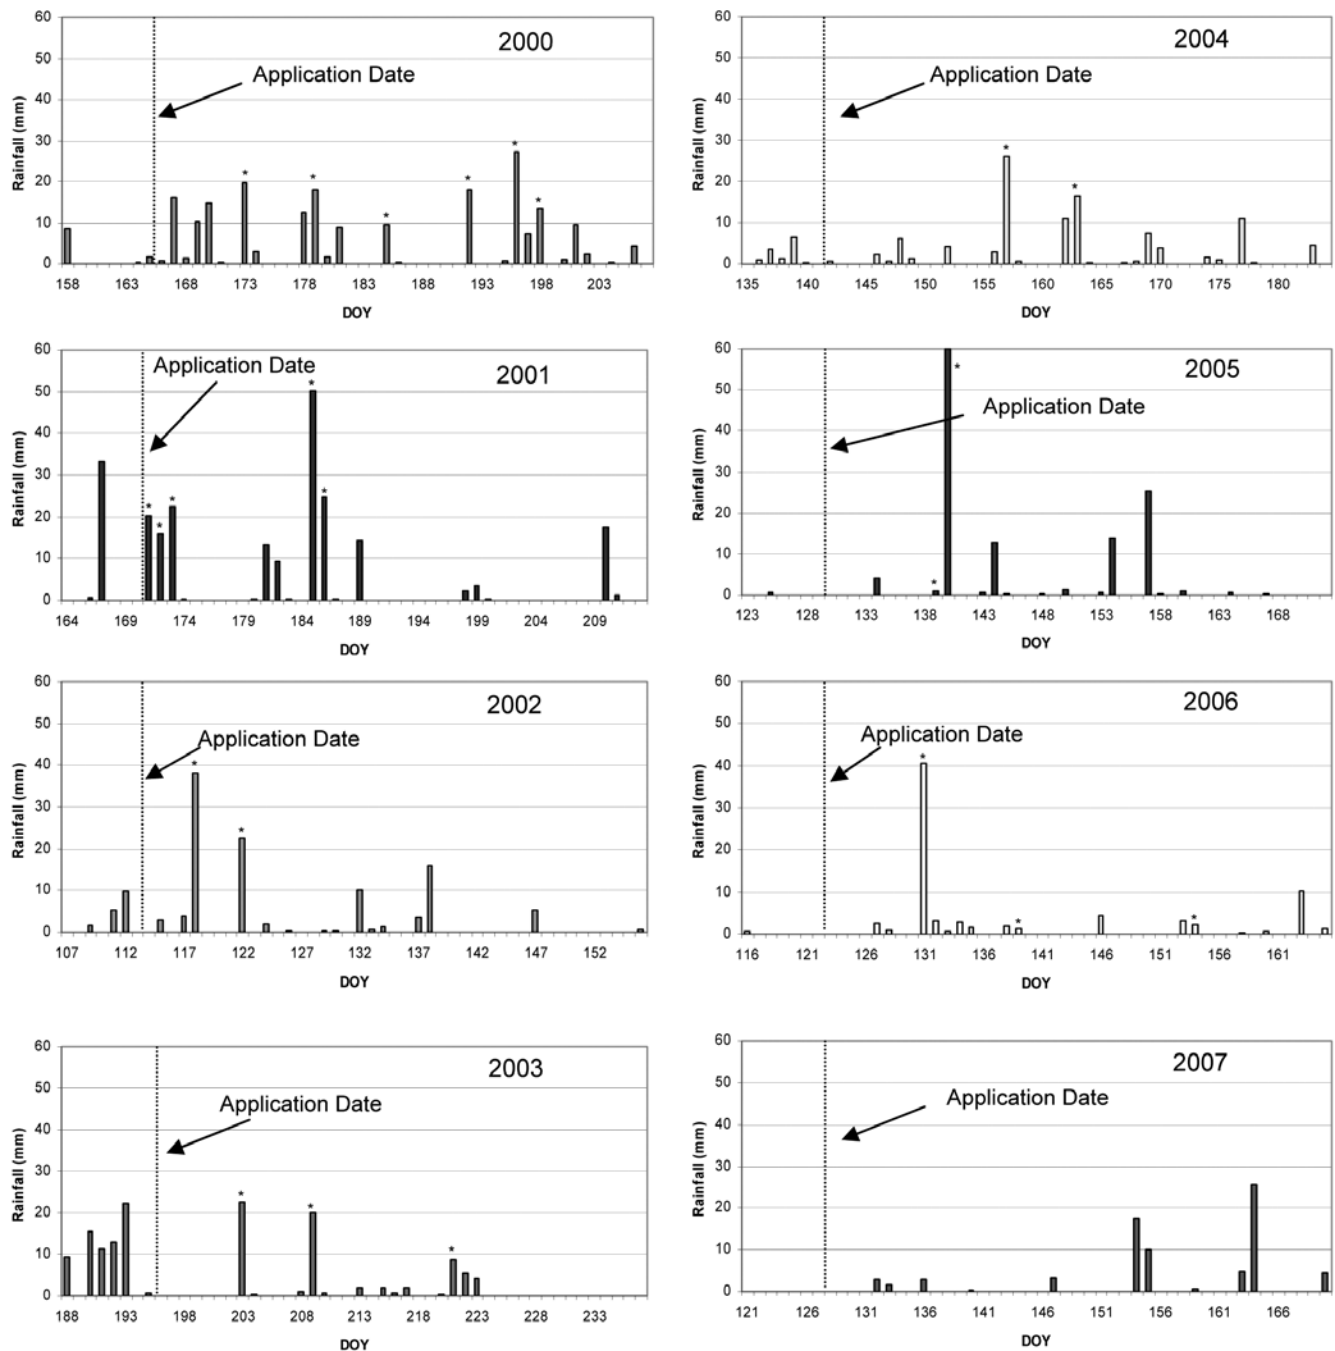 2000
Application Date
Rainfall (mm)
60
50
40
30
20
10
0
* * * * * *
158 163 168 173 178 183 188 193 198 203
DOY
2004
Application Date
Rainfall (mm)
60
50
40
30
20
10
0
* *
135 140 145 150 155 160 165 170 175 180
DOY
2001
Application Date
Rainfall (mm)
60
50
40
30
20
10
0
* * * * *
164 169 174 179 184 189 194 199 204 209
DOY
2005
Application Date
Rainfall (mm)
60
50
40
30
20
10
0
* *
123 128 133 138 143 148 153 158 163 168
DOY
2002
Application Date
Rainfall (mm)
60
50
40
30
20
10
0
* *
107 112 117 122 127 132 137 142 147 152
DOY
2006
Application Date
Rainfall (mm)
60
50
40
30
20
10
0
* * *
116 121 126 131 136 141 146 151 156 161
DOY
2003
Application Date
Rainfall (mm)
60
50
40
30
20
10
0
* * *
188 193 198 203 208 213 218 223 228 233
DOY
2007
Application Date
Rainfall (mm)
60
50
40
30
20
10
0
121 126 131 136 141 146 151 156 161 166
DOY